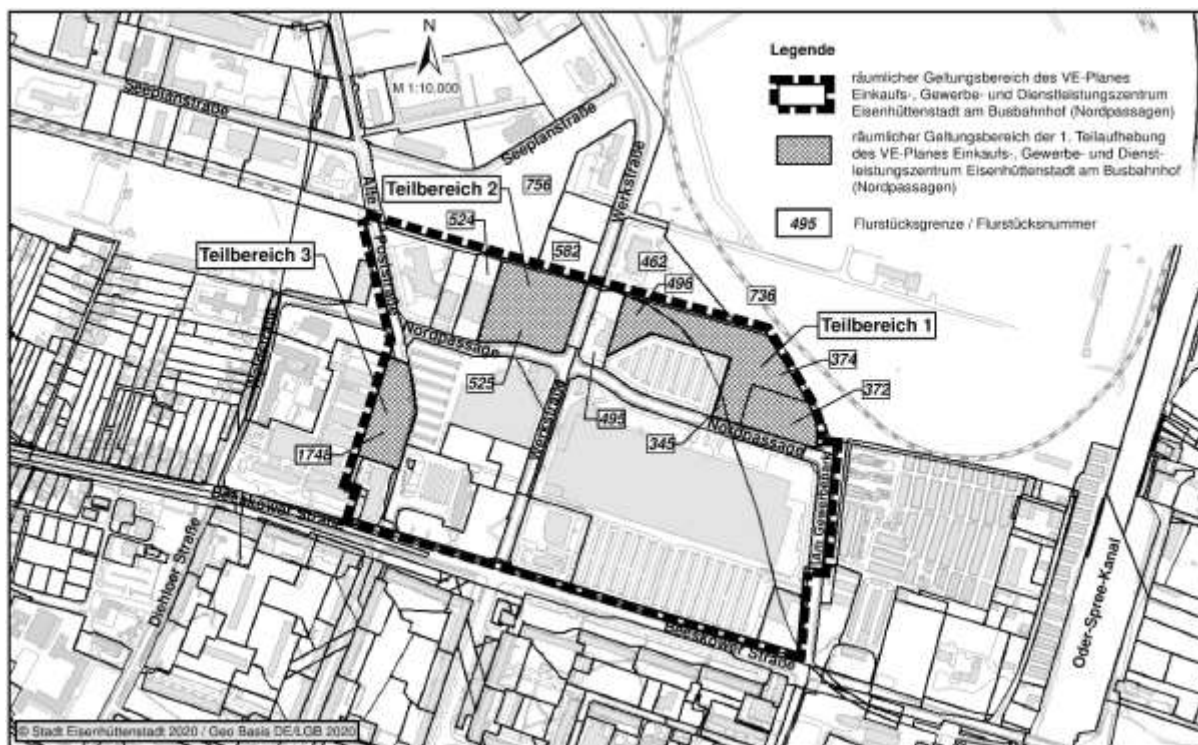 N
M 1:10.000
Legende
räumlicher Geltungsbereich des VE-Planes
Einkaufs-, Gewerbe- und Dienstleistungszentrum
Eisenhüttenstadt am Busbahnhof (Nordpassagen)
räumlicher Geltungsbereich der 1. Teilaufhebung
des VE-Planes Einkaufs-, Gewerbe- und Dienst-
leistungszentrum Eisenhüttenstadt am Busbahnhof
(Nordpassagen)
495 Flurstücksgrenze / Flurstücksnummer
Seeplanstraße
Seeplanstraße
Werkstraße
Alte
Poststraße
Teilbereich 2
756
524
582
Teilbereich 3
462
496
736
Teilbereich 1
374
372
Nordpassage
525
Werkstraße
495
345
Nordpassage
1748
Beeskower Straße
Diehloer Straße
Beeskower Straße
Oder-Spree-Kanal
© Stadt Eisenhüttenstadt 2020 / Geo Basis DE/LGB 2020